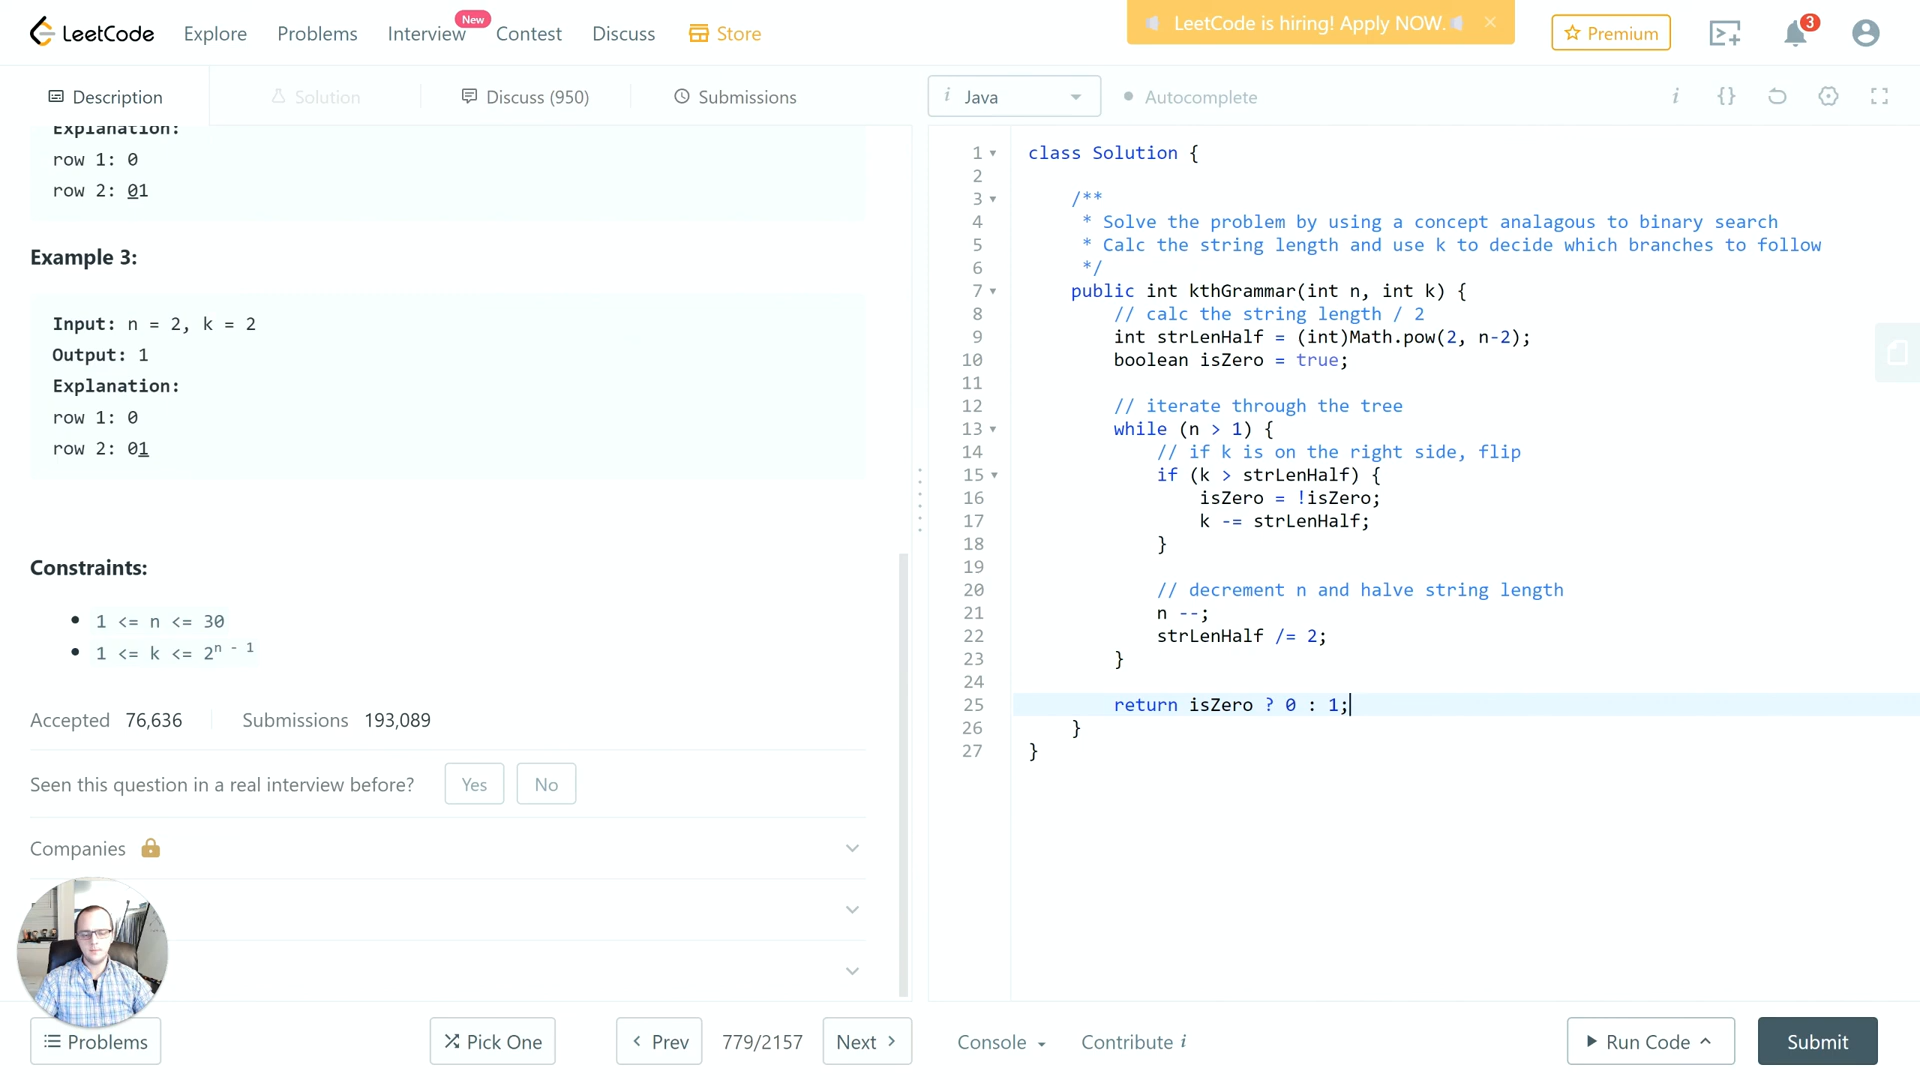 LeetCode
Explore
Problems
Interview
New
Contest
Discuss
Store
LeetCode is hiring! Apply NOW.
Premium
3
Description
Solution
Discuss (950)
Submissions
i Java
Autocomplete
i
{}
Explanation:
row 1: 0
row 2: 01
Example 3:
Input: n = 2, k = 2
Output: 1
Explanation:
row 1: 0
row 2: 01
Constraints:
1 <= n <= 30
1 <= k <= 2n - 1
Accepted 76,636
Submissions 193,089
Seen this question in a real interview before?
Yes
No
Companies
1 class Solution {
2
3 /**
4 * Solve the problem by using a concept analagous to binary search
5 * Calc the string length and use k to decide which branches to follow
6 */
7 public int kthGrammar(int n, int k) {
8 // calc the string length / 2
9 int strLenHalf = (int)Math.pow(2, n-2);
10 boolean isZero = true;
11
12 // iterate through the tree
13 while (n > 1) {
14 // if k is on the right side, flip
15 if (k > strLenHalf) {
16 isZero = !isZero;
17 k -= strLenHalf;
18 }
19
20 // decrement n and halve string length
21 n --;
22 strLenHalf /= 2;
23 }
24
25 return isZero ? 0 : 1;
26 }
27 }
Problems
Pick One
Prev
779/2157
Next
Console
Contribute i
Run Code
Submit